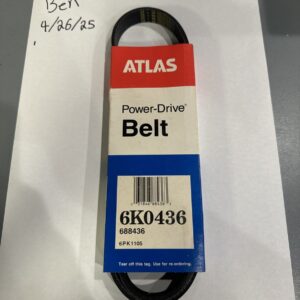 Belt
4/26/25
ATLAS
Power-Drive®
Belt
6K0436
688436
6PK1105
Tear off this tag. Use for re-ordering.